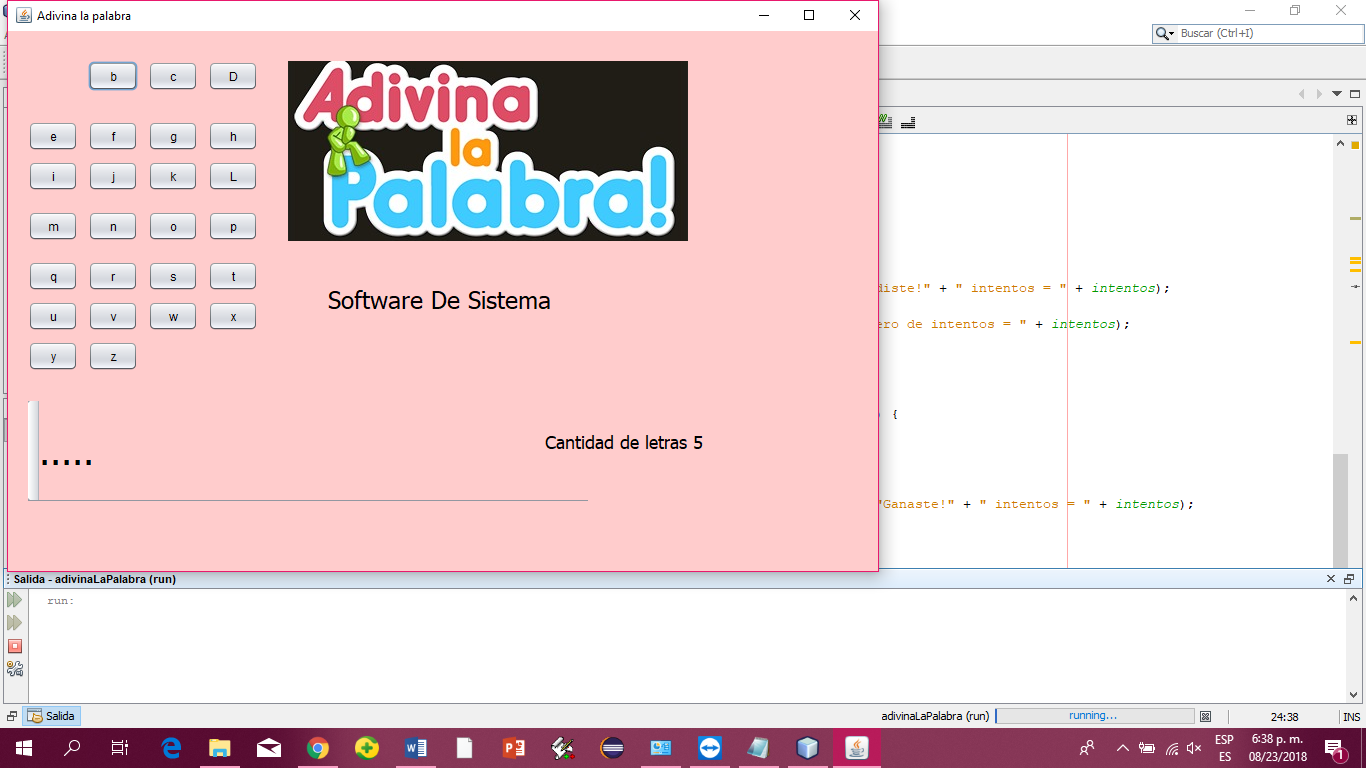 Adivina la palabra
Buscar (Ctrl+I)
b c D
e f g h
i j k L
m n o p
q r s t
u v w x
y z
Adivina
la
Palabra!
Software De Sistema
Cantidad de letras 5
.....
diste!" + " intentos = " + intentos);
ero de intentos = " + intentos);
{
"Ganaste!" + " intentos = " + intentos);
Salida - adivinaLaPalabra (run)
run:
Salida
adivinaLaPalabra (run)
running...
24:38
INS
ESP
ES
6:38 p. m.
08/23/2018
1